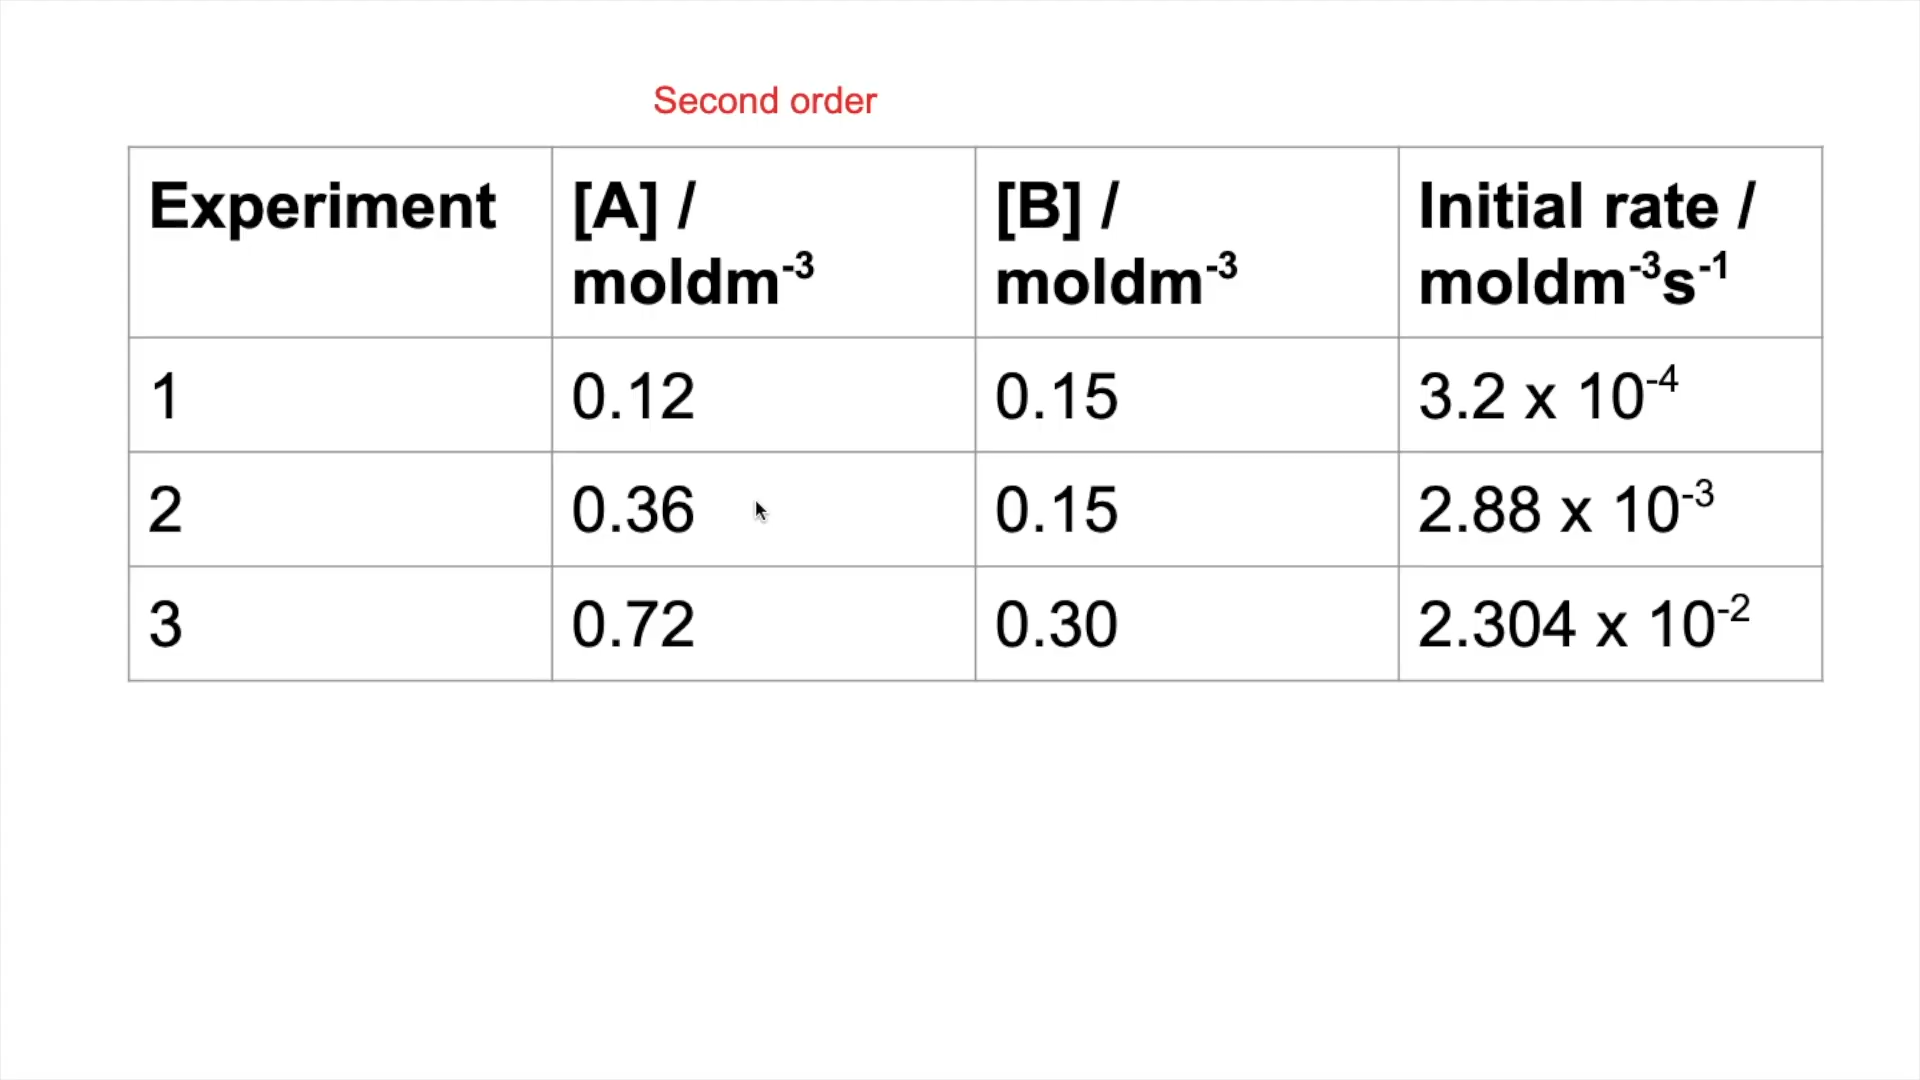 Second order
Experiment [A] / [B] / Initial rate /
moldm⁻³ moldm⁻³ moldm⁻³s⁻¹
1 0.12 0.15 3.2 x 10⁻⁴
2 0.36 0.15 2.88 x 10⁻³
3 0.72 0.30 2.304 x 10⁻²